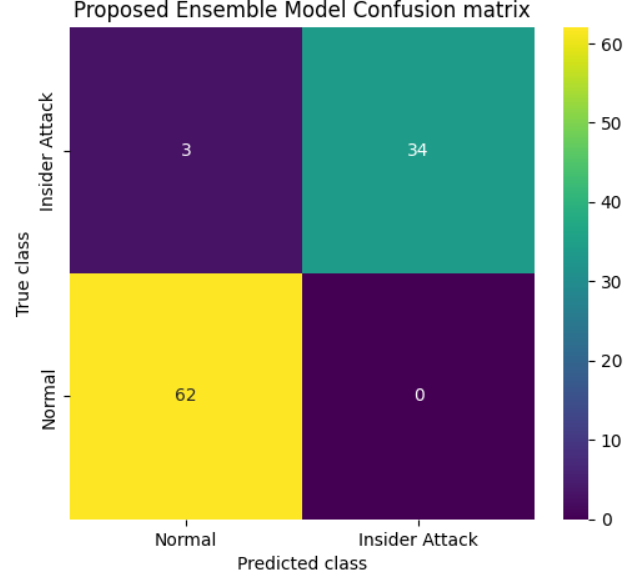 Proposed Ensemble Model Confusion matrix
True class
Insider Attack
3
34
Normal
62
0
Normal
Insider Attack
Predicted class
60
50
40
30
20
10
0